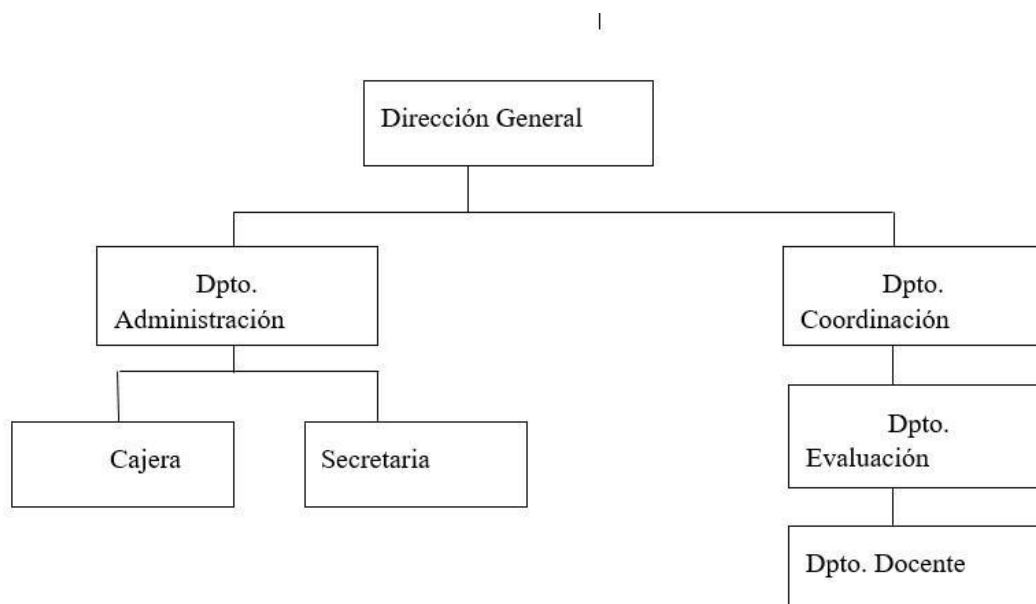 Dirección General
Dpto.
Administración
Dpto.
Coordinación
Cajera
Secretaria
Dpto.
Evaluación
Dpto. Docente